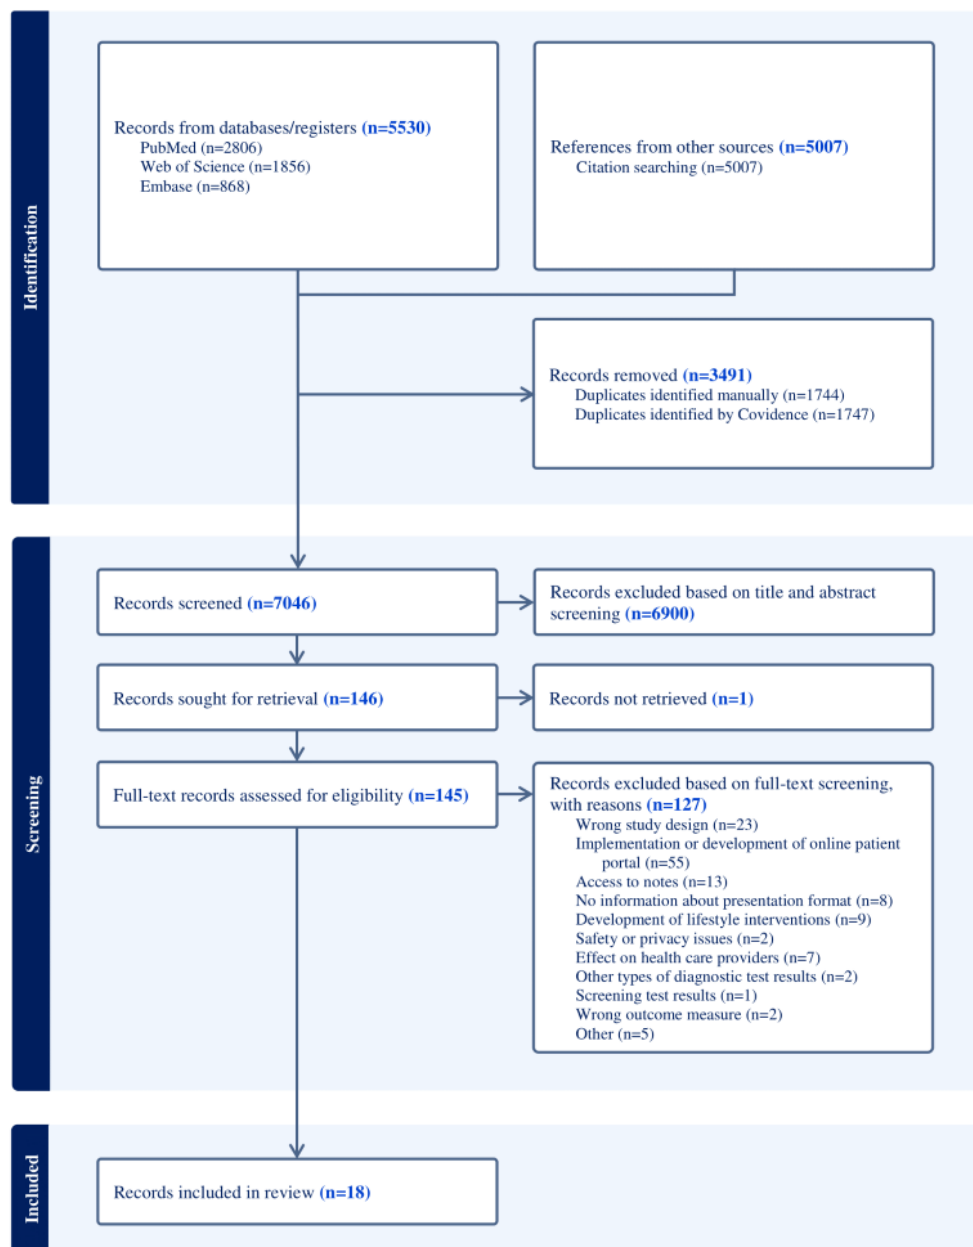 Identification
Records from databases/registers (n=5530)
PubMed (n=2806)
Web of Science (n=1856)
Embase (n=868)
References from other sources (n=5007)
Citation searching (n=5007)
Records removed (n=3491)
Duplicates identified manually (n=1744)
Duplicates identified by Covidence (n=1747)
Screening
Records screened (n=7046)
Records excluded based on title and abstract
screening (n=6900)
Records sought for retrieval (n=146)
Records not retrieved (n=1)
Full-text records assessed for eligibility (n=145)
Records excluded based on full-text screening,
with reasons (n=127)
Wrong study design (n=23)
Implementation or development of online patient
portal (n=55)
Access to notes (n=13)
No information about presentation format (n=8)
Development of lifestyle interventions (n=9)
Safety or privacy issues (n=2)
Effect on health care providers (n=7)
Other types of diagnostic test results (n=2)
Screening test results (n=1)
Wrong outcome measure (n=2)
Other (n=5)
Included
Records included in review (n=18)